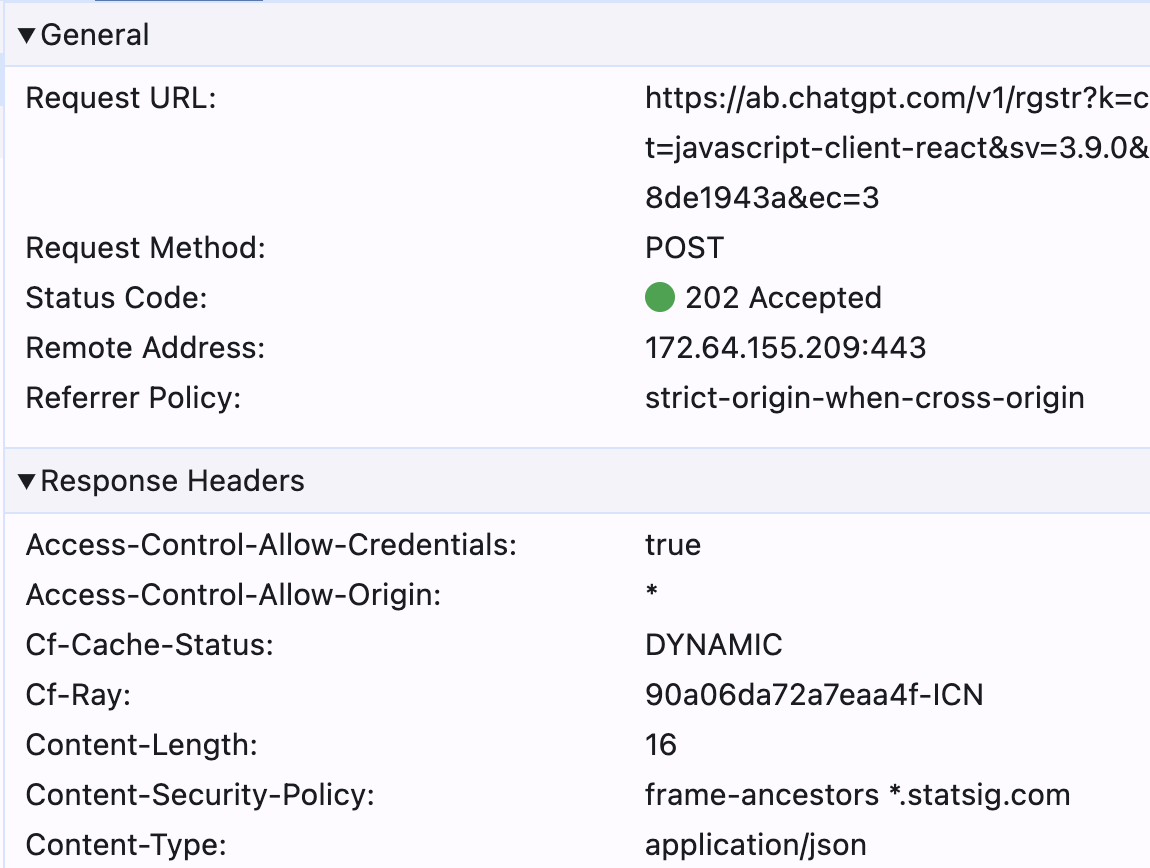 ▼General
Request URL: https://ab.chatgpt.com/v1/rgstr?k=c
t=javascript-client-react&sv=3.9.0&
8de1943a&ec=3
Request Method: POST
Status Code: 202 Accepted
Remote Address: 172.64.155.209:443
Referrer Policy: strict-origin-when-cross-origin
▼Response Headers
Access-Control-Allow-Credentials: true
Access-Control-Allow-Origin: *
Cf-Cache-Status: DYNAMIC
Cf-Ray: 90a06da72a7eaa4f-ICN
Content-Length: 16
Content-Security-Policy: frame-ancestors *.statsig.com
Content-Type: application/json